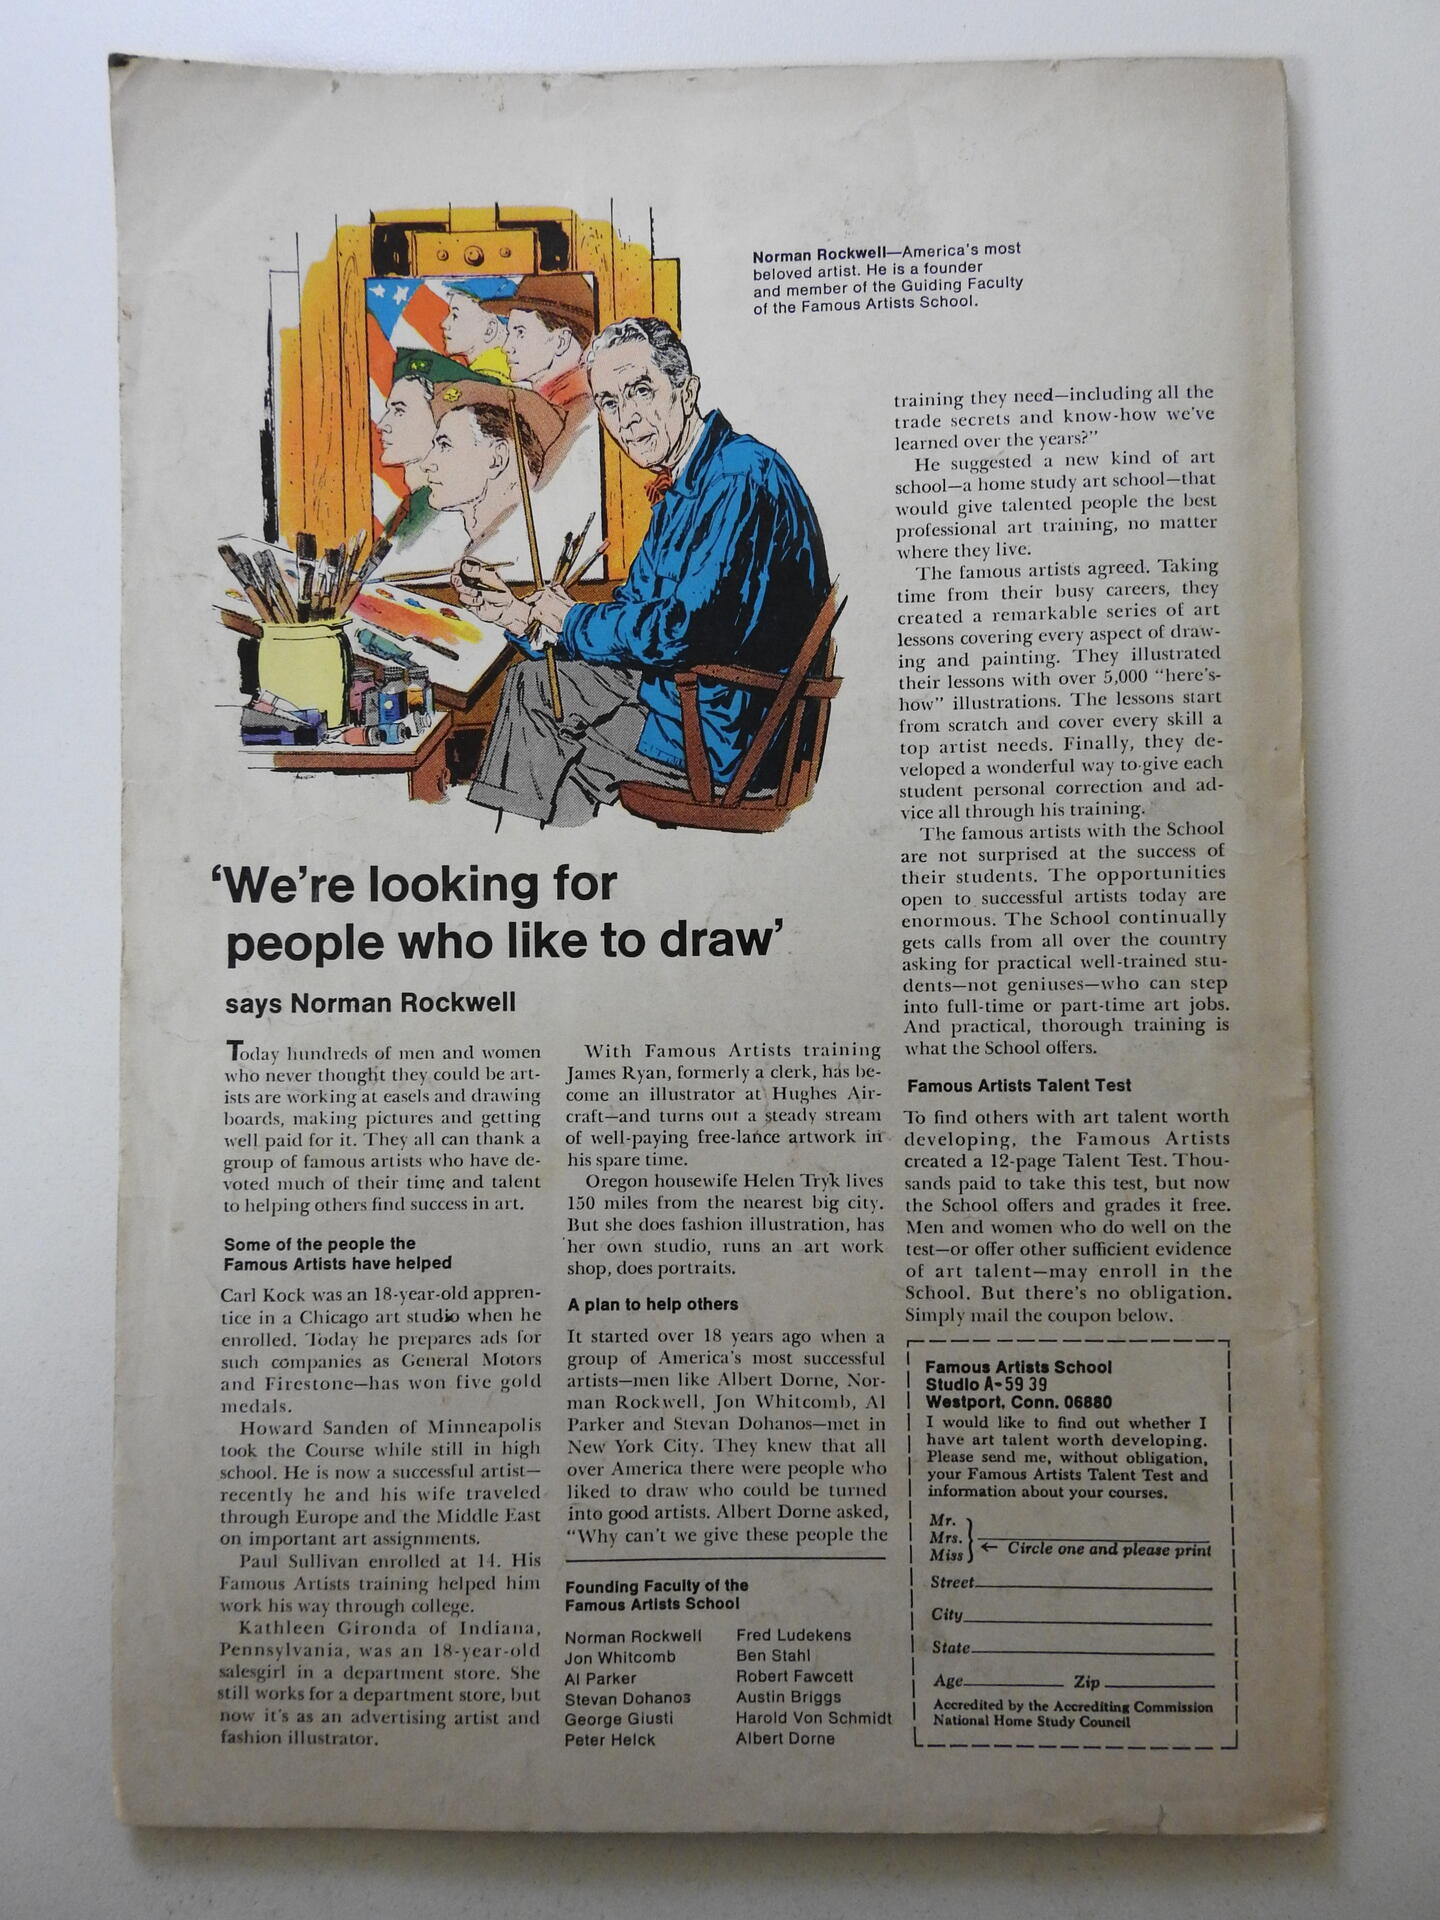 Norman Rockwell—America's most
beloved artist. He is a founder
and member of the Guiding Faculty
of the Famous Artists School.
‘We're looking for
people who like to draw’
says Norman Rockwell
Today hundreds of men and women
who never thought they could be art-
ists are working at easels and drawing
boards, making pictures and getting
well paid for it. They all can thank a
group of famous artists who have de-
voted much of their time and talent
to helping others find success in art.
Some of the people the
Famous Artists have helped
Carl Kock was an 18-year-old appren-
tice in a Chicago art studio when he
enrolled. Today he prepares ads for
such companies as General Motors
and Firestone—has won five gold
medals.
Howard Sanden of Minneapolis
took the Course while still in high
school. He is now a successful artist—
recently he and his wife traveled
through Europe and the Middle East
on important art assignments.
Paul Sullivan enrolled at 14. His
Famous Artists training helped him
work his way through college.
Kathleen Gironda of Indiana,
Pennsylvania, was an 18-year-old
salesgirl in a department store. She
still works for a department store, but
now it's as an advertising artist and
fashion illustrator.
With Famous Artists training
James Ryan, formerly a clerk, has be-
come an illustrator at Hughes Air-
craft—and turns out a steady stream
of well-paying free-lance artwork in
his spare time.
Oregon housewife Helen Tryk lives
150 miles from the nearest big city.
But she does fashion illustration, has
her own studio, runs an art work
shop, does portraits.
A plan to help others
It started over 18 years ago when a
group of America's most successful
artists—men like Albert Dorne, Nor-
man Rockwell, Jon Whitcomb, Al
Parker and Stevan Dohanos—met in
New York City. They knew that all
over America there were people who
liked to draw who could be turned
into good artists. Albert Dorne asked,
“Why can't we give these people the
training they need—including all the
trade secrets and know-how we've
learned over the years?”
He suggested a new kind of art
school—a home study art school—that
would give talented people the best
professional art training, no matter
where they live.
The famous artists agreed. Taking
time from their busy careers, they
created a remarkable series of art
lessons covering every aspect of draw-
ing and painting. They illustrated
their lessons with over 5,000 “here's-
how” illustrations. The lessons start
from scratch and cover every skill a
top artist needs. Finally, they de-
veloped a wonderful way to give each
student personal correction and ad-
vice all through his training.
The famous artists with the School
are not surprised at the success of
their students. The opportunities
open to successful artists today are
enormous. The School continually
gets calls from all over the country
asking for practical well-trained stu-
dents—not geniuses—who can step
into full-time or part-time art jobs.
And practical, thorough training is
what the School offers.
Famous Artists Talent Test
To find others with art talent worth
developing, the Famous Artists
created a 12-page Talent Test. Thou-
sands paid to take this test, but now
the School offers and grades it free.
Men and women who do well on the
test—or offer other sufficient evidence
of art talent—may enroll in the
School. But there's no obligation.
Simply mail the coupon below.
Founding Faculty of the
Famous Artists School
Norman Rockwell
Jon Whitcomb
Al Parker
Stevan Dohanos
George Giusti
Peter Helck
Fred Ludekens
Ben Stahl
Robert Fawcett
Austin Briggs
Harold Von Schmidt
Albert Dorne
Famous Artists School
Studio A-59 39
Westport, Conn. 06880
I would like to find out whether I
have art talent worth developing.
Please send me, without obligation,
your Famous Artists Talent Test and
information about your courses.
Mr.
Mrs.
Miss
← Circle one and please print
Street
City
State
Age Zip
Accredited by the Accrediting Commission
National Home Study Council